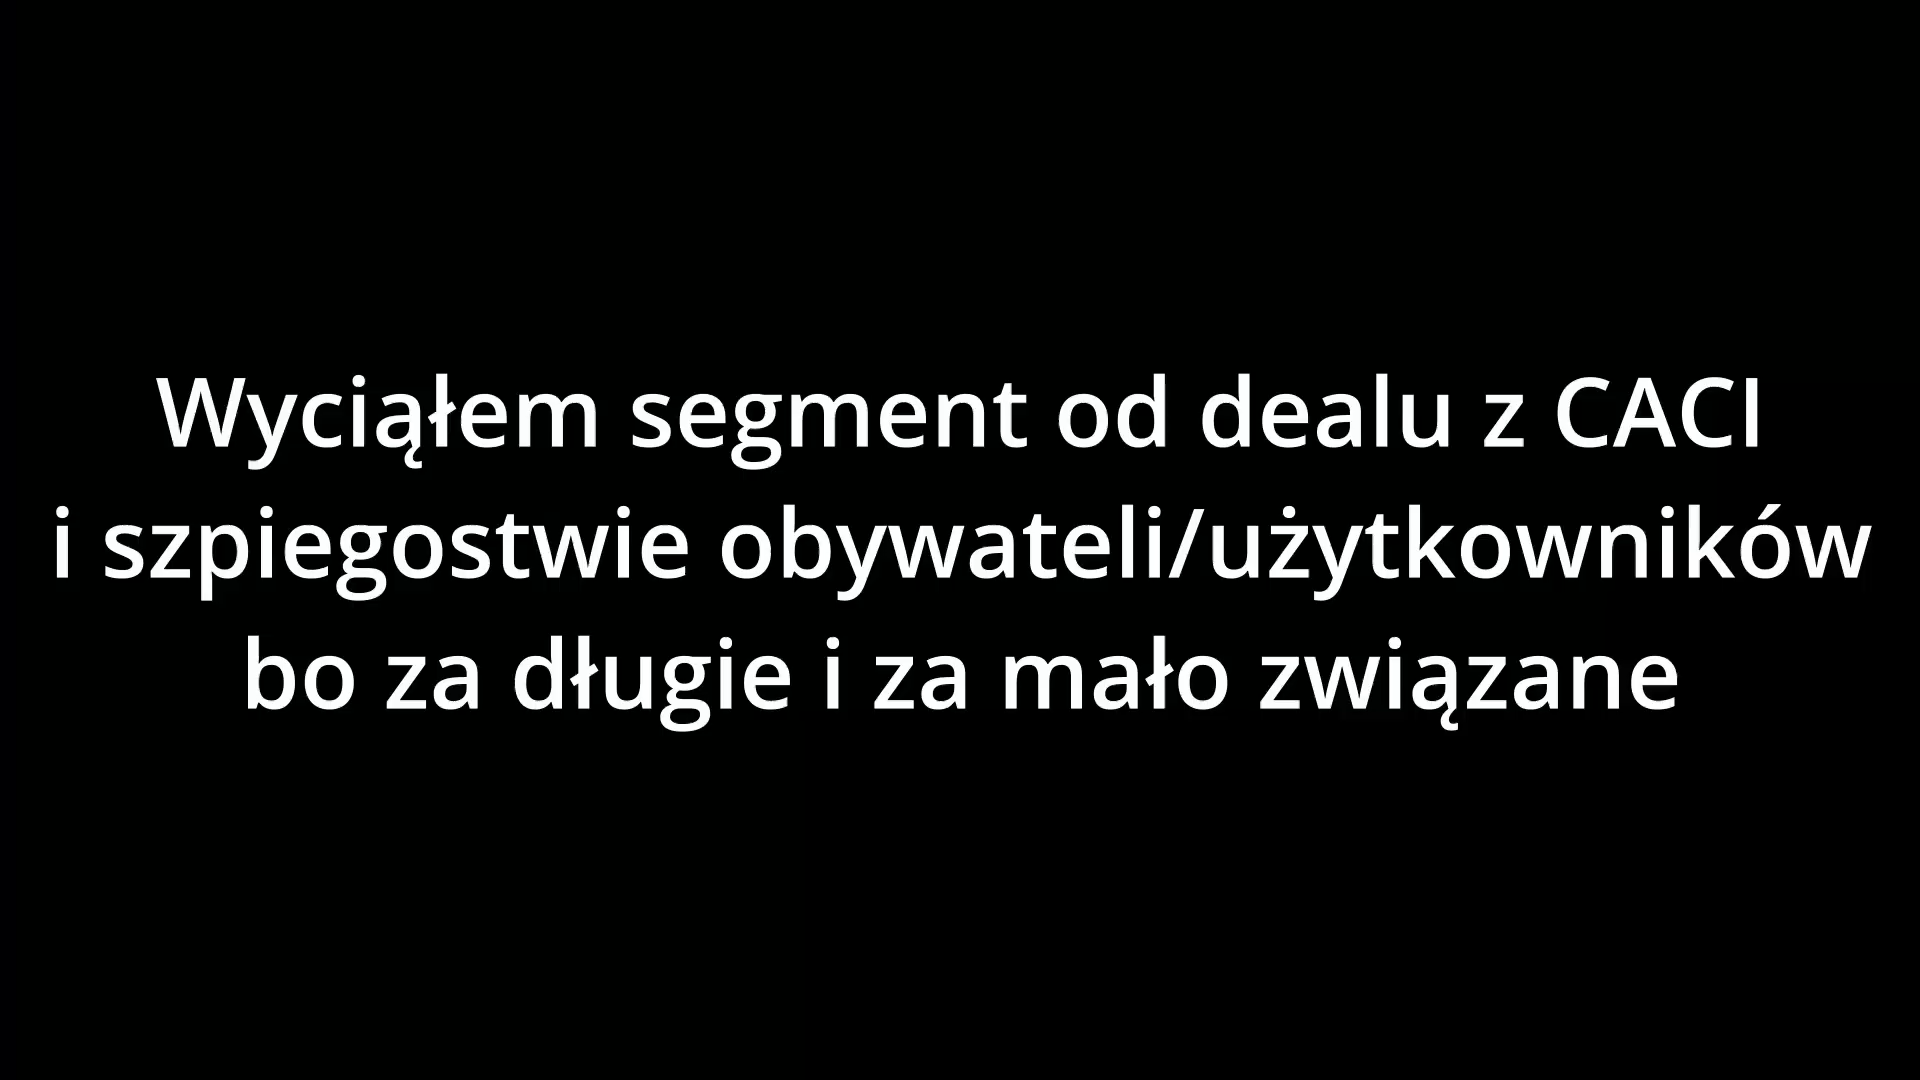 Wyciąłem segment od dealu z CACI
i szpiegostwie obywateli/użytkowników
bo za długie i za mało związane